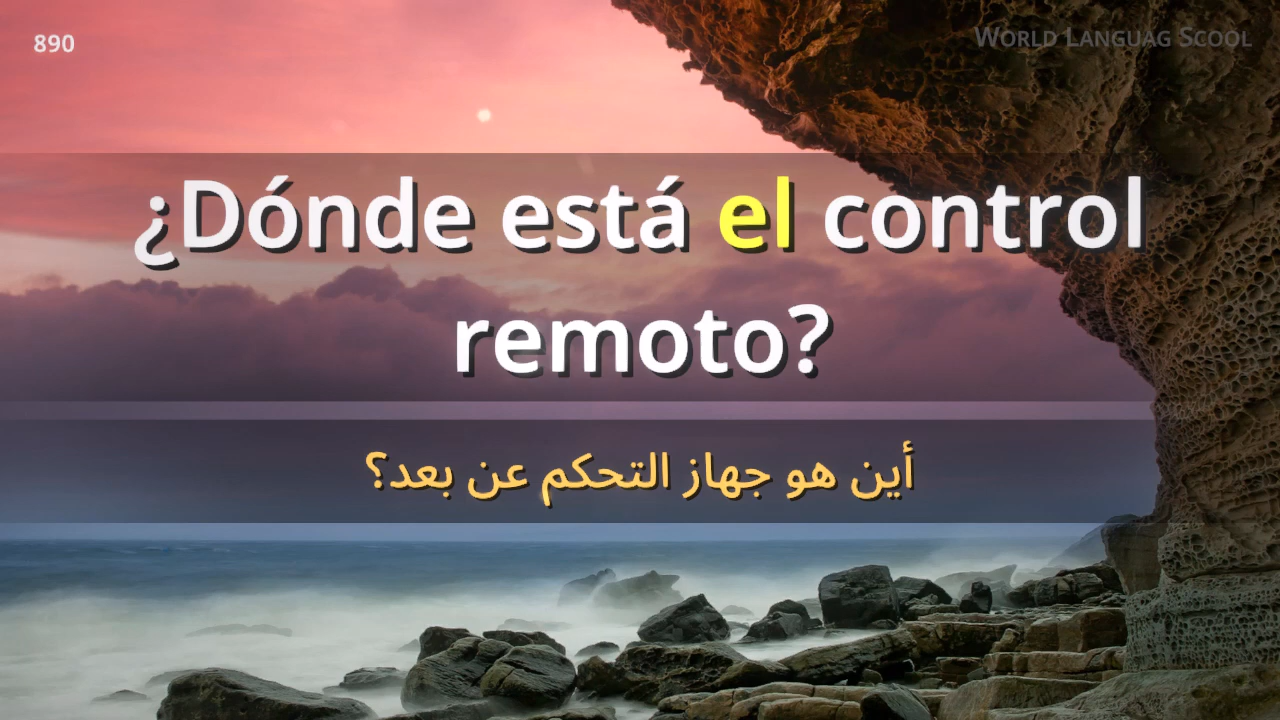 890
World Languag Scool
¿Dónde está el control
remoto?
أين هو جهاز التحكم عن بعد؟